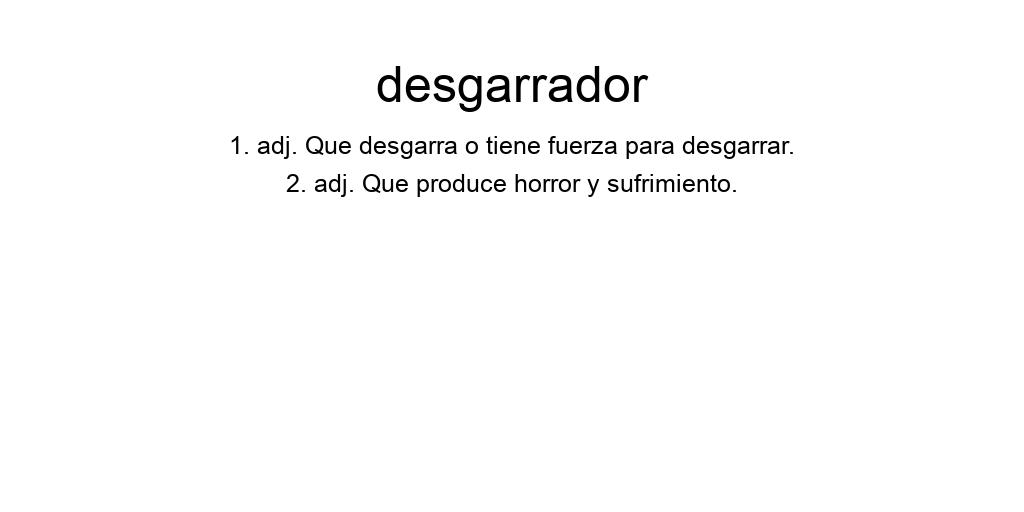 desgarrador
1. adj. Que desgarra o tiene fuerza para desgarrar.
2. adj. Que produce horror y sufrimiento.